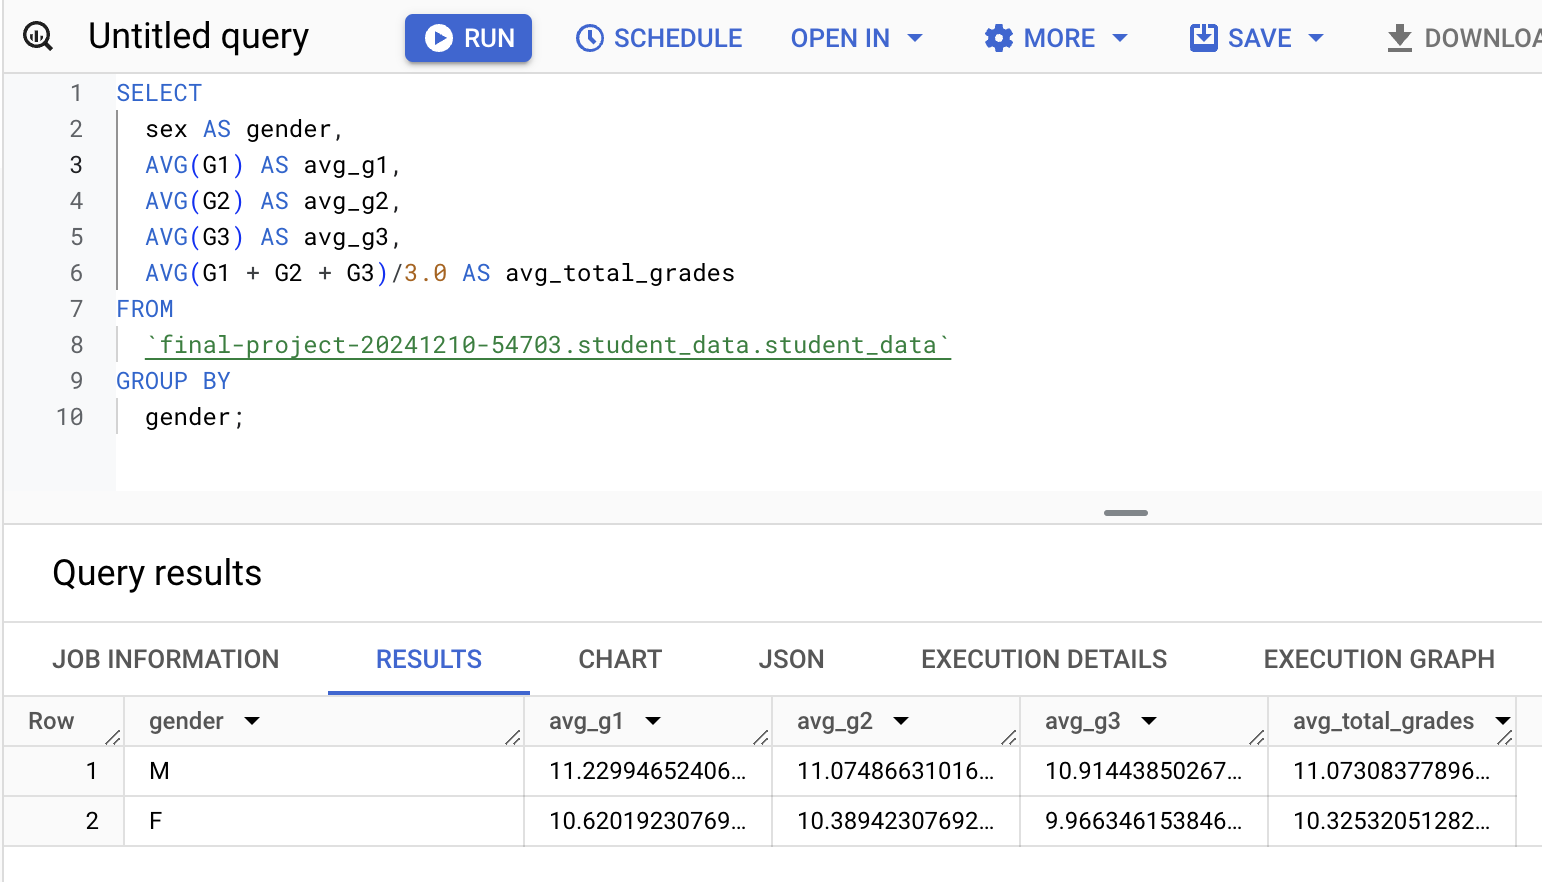 Untitled query RUN SCHEDULE OPEN IN MORE SAVE DOWNLOA
1 SELECT
2 sex AS gender,
3 AVG(G1) AS avg_g1,
4 AVG(G2) AS avg_g2,
5 AVG(G3) AS avg_g3,
6 AVG(G1 + G2 + G3)/3.0 AS avg_total_grades
7 FROM
8 `final-project-20241210-54703.student_data.student_data`
9 GROUP BY
10 gender;
Query results
JOB INFORMATION RESULTS CHART JSON EXECUTION DETAILS EXECUTION GRAPH
Row gender avg_g1 avg_g2 avg_g3 avg_total_grades
1 M 11.22994652406... 11.07486631016... 10.91443850267... 11.07308377896...
2 F 10.62019230769... 10.38942307692... 9.966346153846... 10.32532051282...